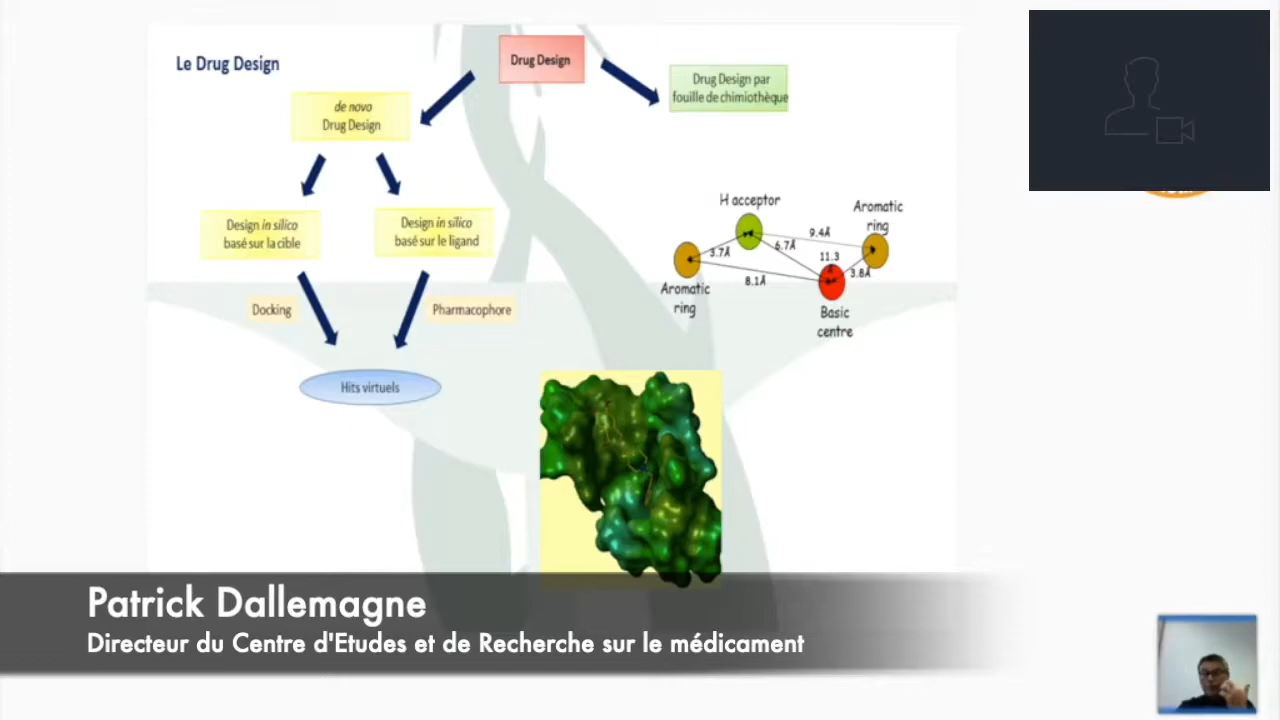 Le Drug Design
Drug Design
Drug Design par
fouille de chimiothèque
de novo
Drug Design
Design in silico
basé sur la cible
Design in silico
basé sur le ligand
Docking
Pharmacophore
Hits virtuels
H acceptor
Aromatic
ring
9.4Å
3.7Å
6.7Å
11.3
Å
3.8Å
8.1Å
Aromatic
ring
Basic
centre
Patrick Dallemagne
Directeur du Centre d'Etudes et de Recherche sur le médicament